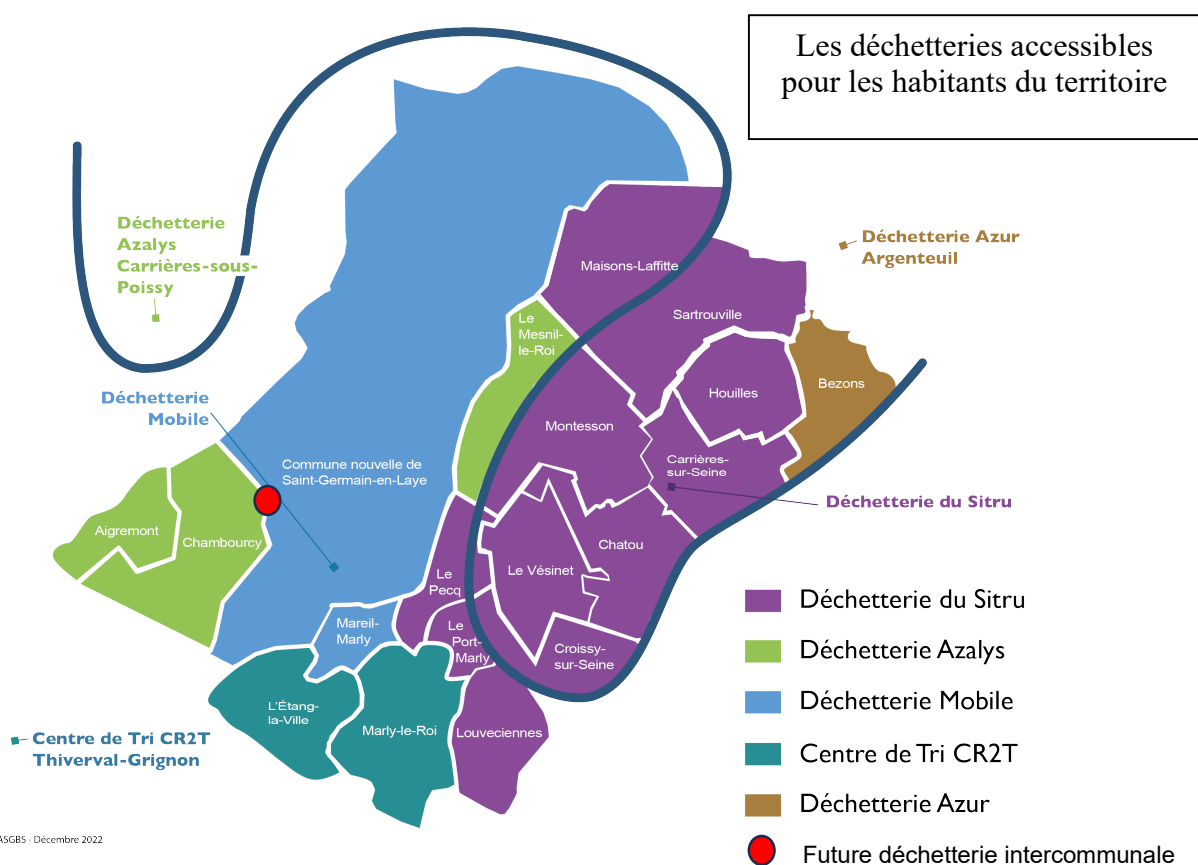 Les déchetteries accessibles
pour les habitants du territoire
Déchetterie
Azalys
Carrières-sous-
Poissy
Déchetterie Azur
Argenteuil
Maisons-Laffitte
Sartrouville
Le
Mesnil-
le-Roi
Houilles
Bezons
Déchetterie
Mobile
Montesson
Commune nouvelle de
Saint-Germain-en-Laye
Carrières-
sur-Seine
Déchetterie du Sitru
Aigremont
Chambourcy
Chatou
Le Vésinet
Le
Pecq
Le
Port-
Marly
Mareil-
Marly
Croissy-
sur-Seine
L'Étang-
la-Ville
Marly-le-Roi
Louveciennes
Centre de Tri CR2T
Thiverval-Grignon
Déchetterie du Sitru
Déchetterie Azalys
Déchetterie Mobile
Centre de Tri CR2T
Déchetterie Azur
Future déchetterie intercommunale
ASGBS - Décembre 2022